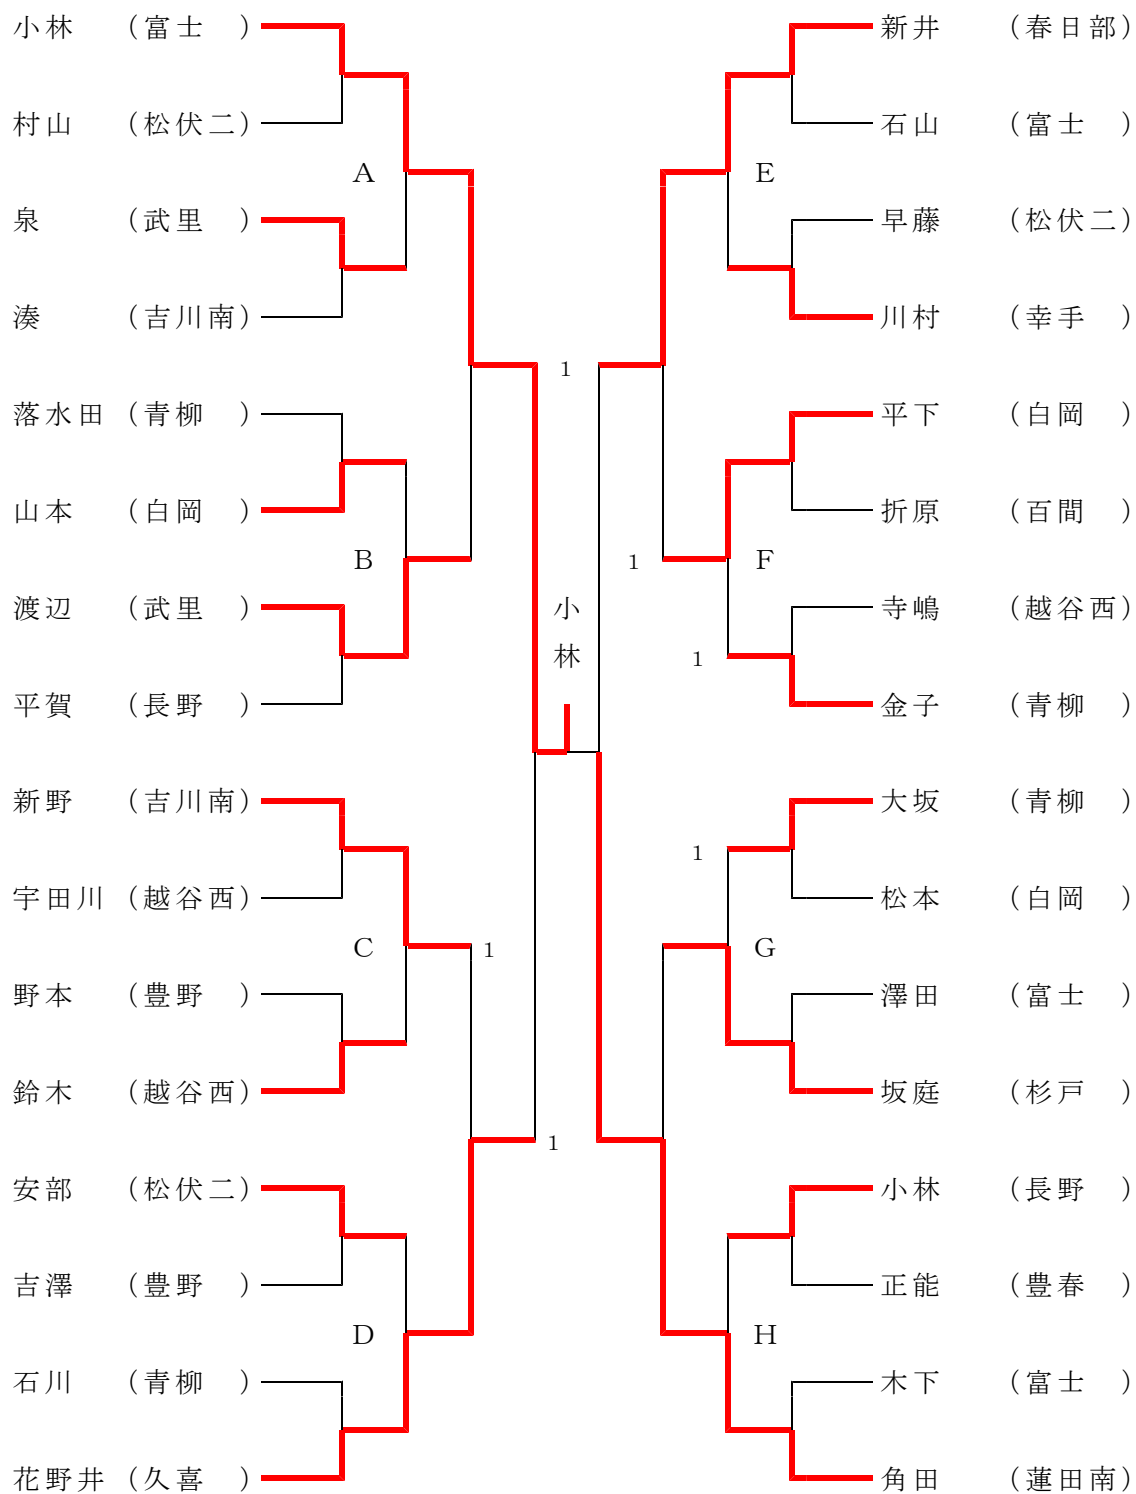 小林 （富士　）
村山 （松伏二）
A
泉 （武里　）
湊 （吉川南）
落水田 （青柳　）
山本 （白岡　）
B
渡辺 （武里　）
平賀 （長野　）
新野 （吉川南）
宇田川 （越谷西）
C
1
野本 （豊野　）
鈴木 （越谷西）
安部 （松伏二）
1
吉澤 （豊野　）
D
石川 （青柳　）
花野井 （久喜　）
1
小
林
新井 （春日部）
石山 （富士　）
E
早藤 （松伏二）
川村 （幸手　）
平下 （白岡　）
折原 （百間　）
1
F
寺嶋 （越谷西）
1
金子 （青柳　）
大坂 （青柳　）
1
松本 （白岡　）
G
澤田 （富士　）
坂庭 （杉戸　）
小林 （長野　）
正能 （豊春　）
H
木下 （富士　）
角田 （蓮田南）